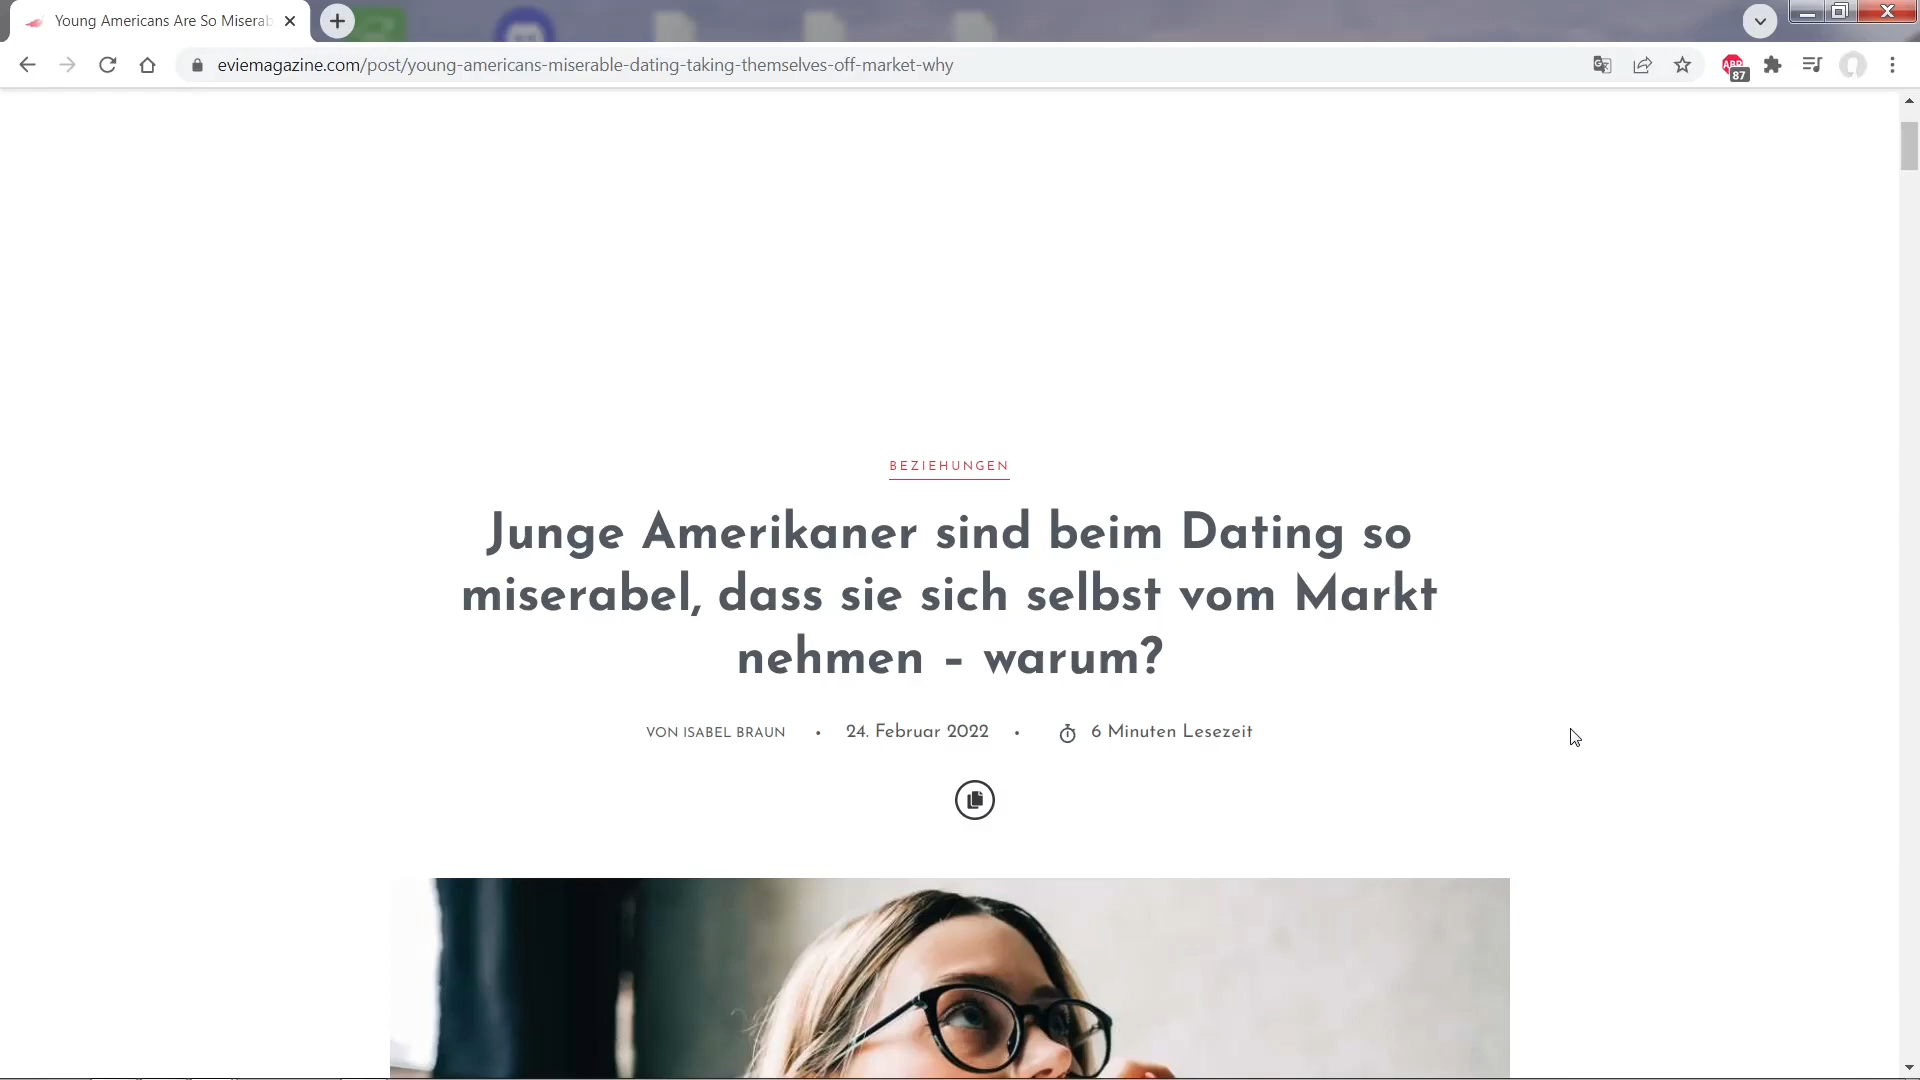 Young Americans Are So Miserab
eviemagazine.com/post/young-americans-miserable-dating-taking-themselves-off-market-why
ABP
87
BEZIEHUNGEN
Junge Amerikaner sind beim Dating so
miserabel, dass sie sich selbst vom Markt
nehmen – warum?
VON ISABEL BRAUN • 24. Februar 2022 • 6 Minuten Lesezeit